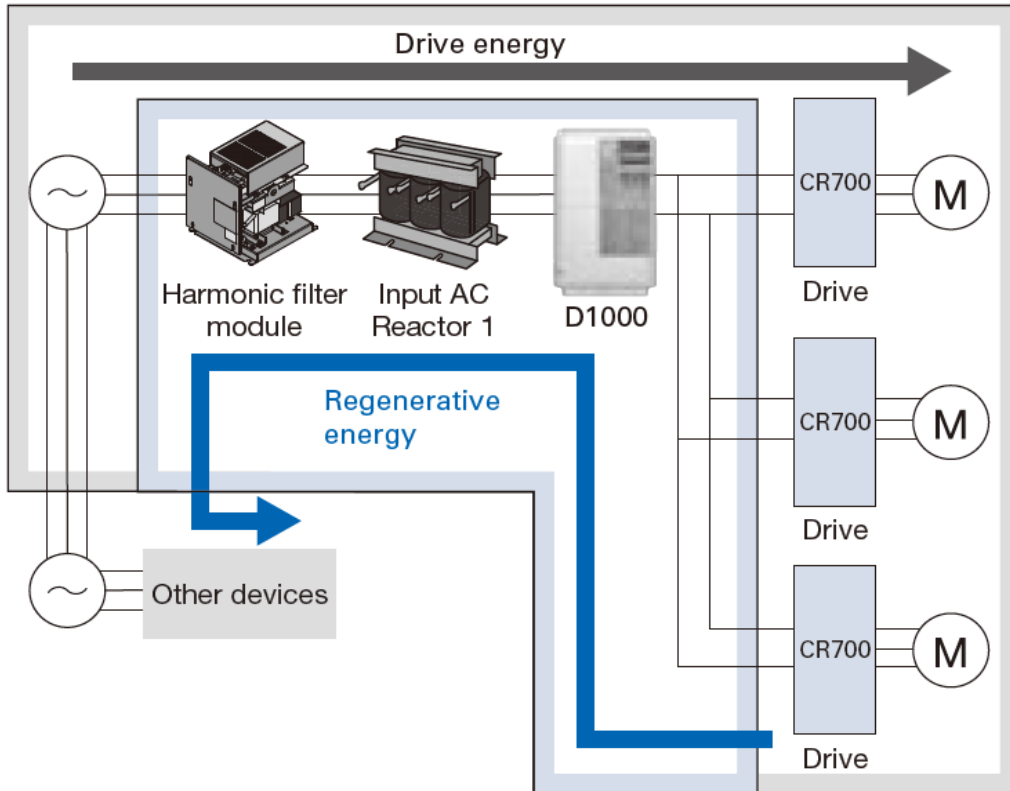 Drive energy
Harmonic filter
module
Input AC
Reactor 1
D1000
CR700
Drive
M
Regenerative
energy
CR700
Drive
M
Other devices
CR700
Drive
M